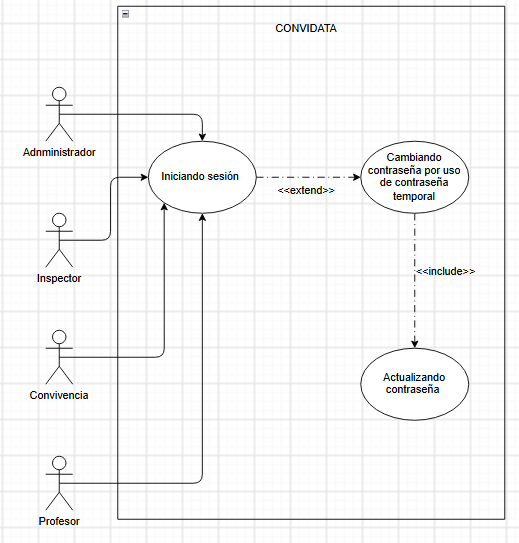 CONVIDATA
Adnministrador
Iniciando sesión
<<extend>>
Cambiando
contraseña por uso
de contraseña
temporal
Inspector
<<include>>
Convivencia
Actualizando
contraseña
Profesor